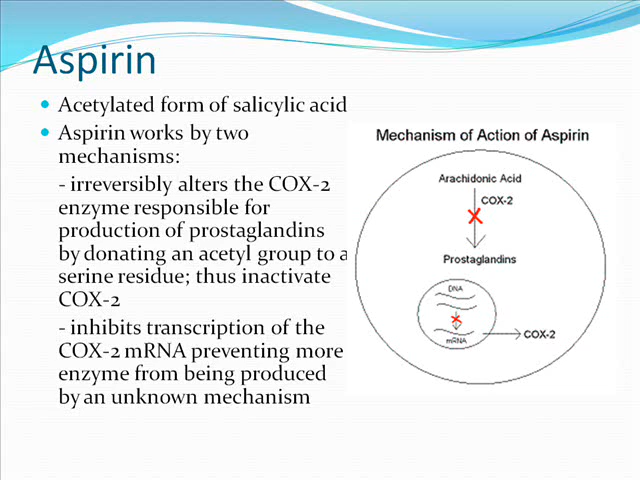 Aspirin
• Acetylated form of salicylic acid
• Aspirin works by two
mechanisms:
- irreversibly alters the COX-2
enzyme responsible for
production of prostaglandins
by donating an acetyl group to a
serine residue; thus inactivate
COX-2
- inhibits transcription of the
COX-2 mRNA preventing more
enzyme from being produced
by an unknown mechanism
Mechanism of Action of Aspirin
Arachidonic Acid
COX-2
Prostaglandins
DNA
mRNA
COX-2